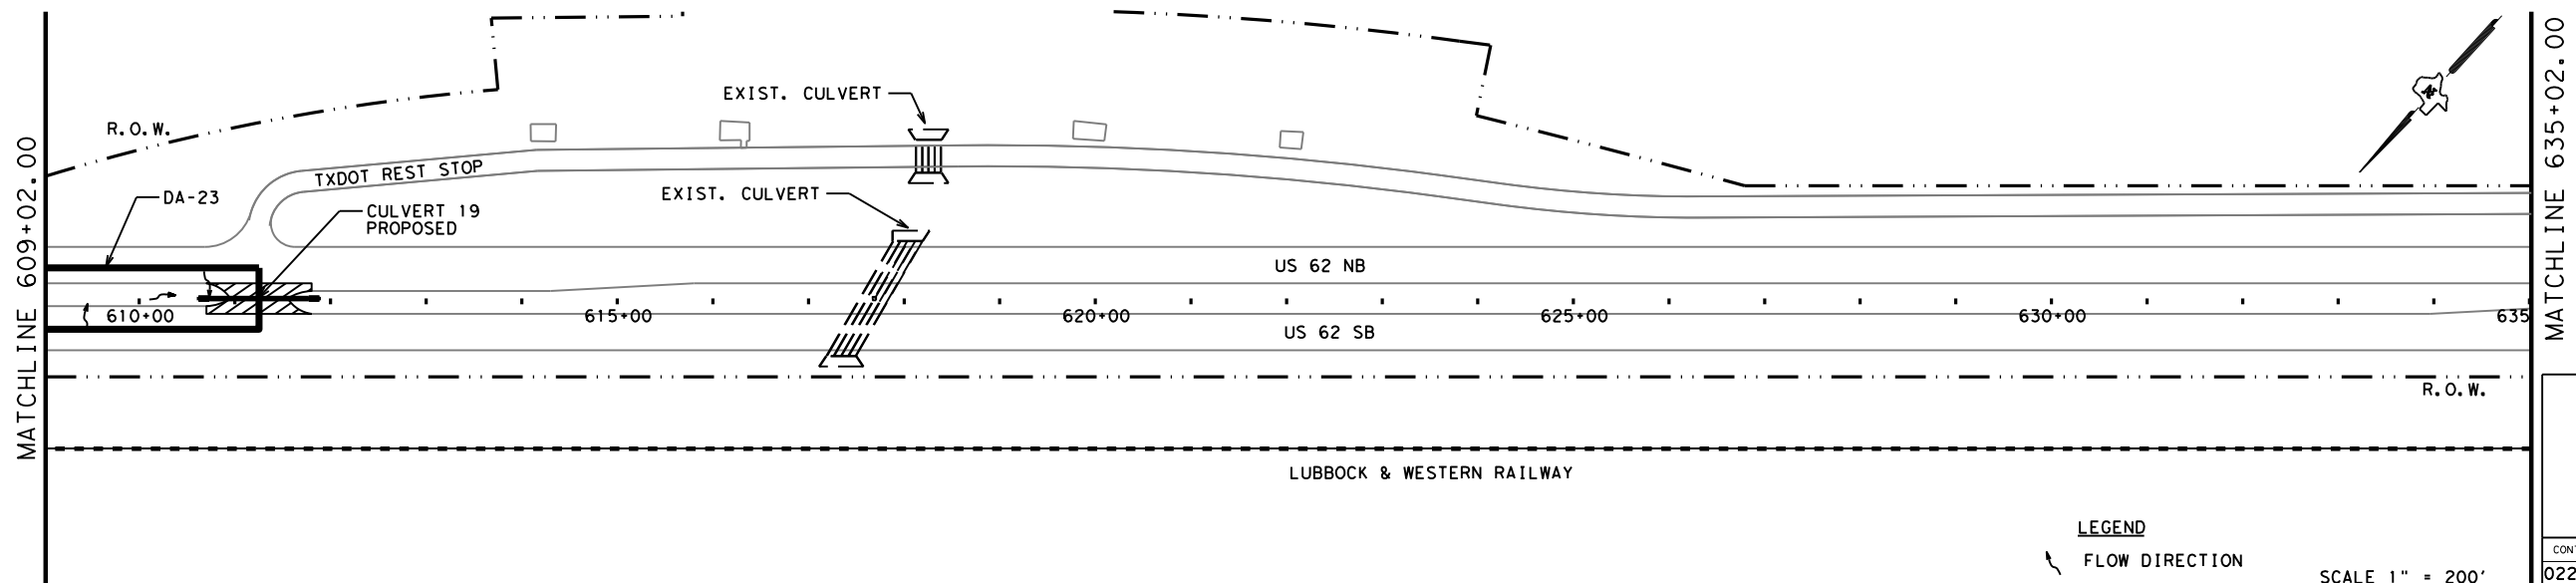 MATCHLINE 609+02.00
R.O.W.
DA-23
TXDOT REST STOP
CULVERT 19
PROPOSED
EXIST. CULVERT
EXIST. CULVERT
N
MATCHLINE 635+02.00
US 62 NB
610+00
615+00
620+00
625+00
630+00
635
US 62 SB
R.O.W.
LUBBOCK & WESTERN RAILWAY
LEGEND
FLOW DIRECTION
SCALE 1" = 200'
CON
022